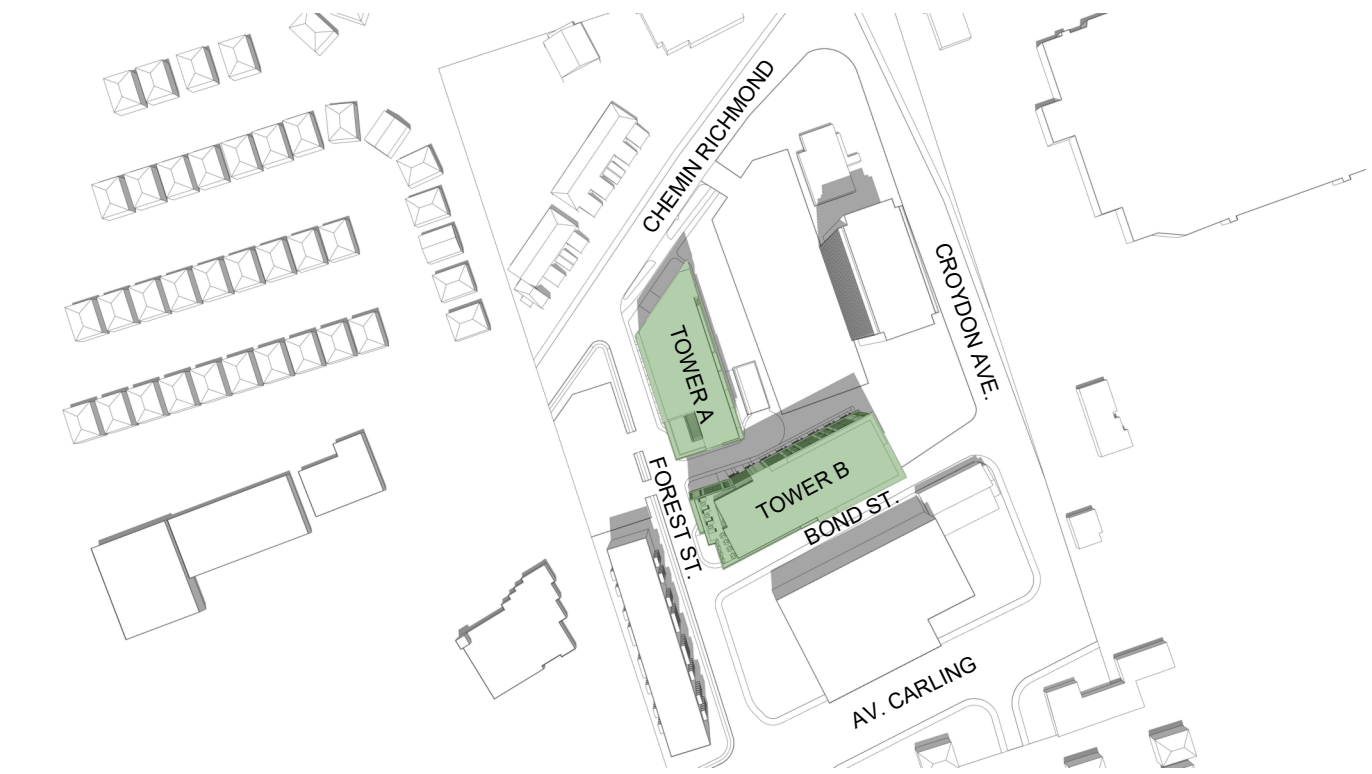 CHEMIN RICHMOND
CROYDON AVE.
TOWER A
TOWER B
FOREST ST.
BOND ST.
AV. CARLING